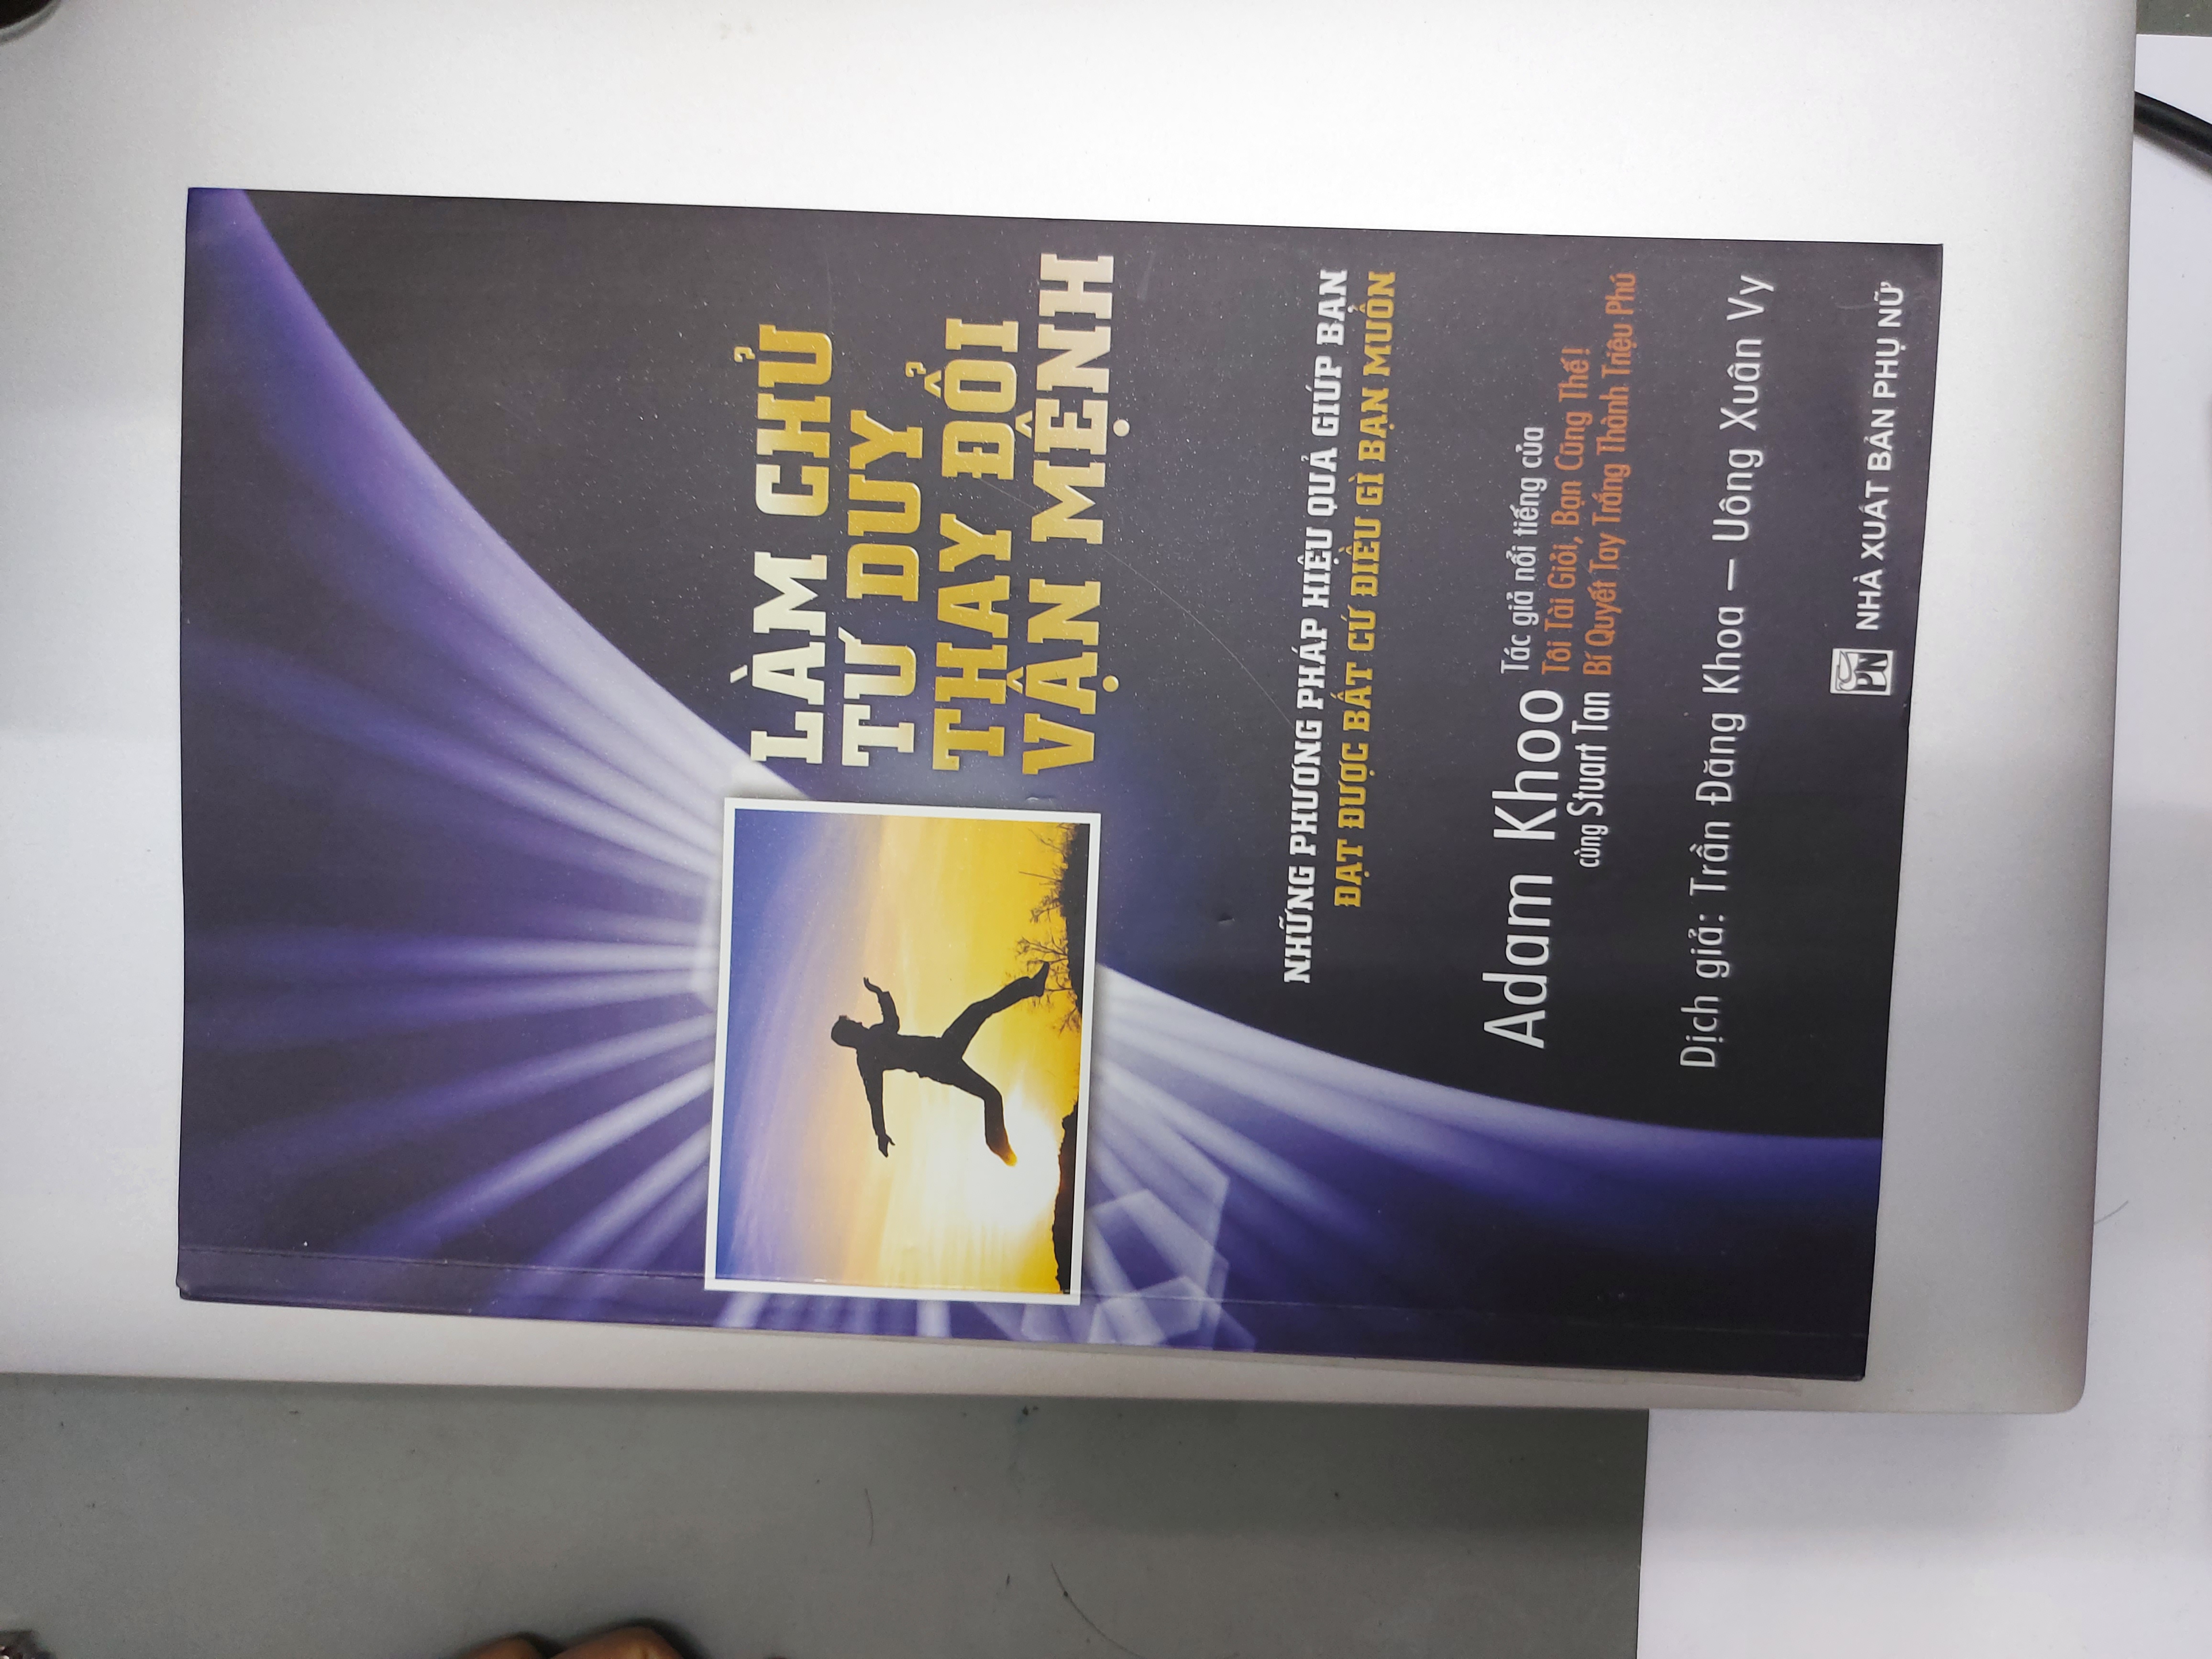 LÀM CHỦ
TƯ DUY
THAY ĐỔI
VẬN MỆNH
NHỮNG PHƯƠNG PHÁP HIỆU QUẢ GIÚP BẠN
ĐẠT ĐƯỢC BẤT CỨ ĐIỀU GÌ BẠN MUỐN
Adam Khoo
cùng Stuart Tan
Tác giả nổi tiếng của
Tôi Tài Giỏi, Bạn Cũng Thế!
Bí Quyết Tay Trắng Thành Triệu Phú
Dịch giả: Trần Đăng Khoa – Uông Xuân Vy
PN NHÀ XUẤT BẢN PHỤ NỮ